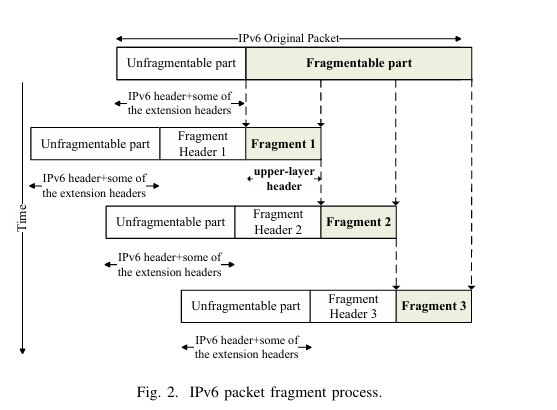 IPv6 Original Packet
Unfragmentable part
Fragmentable part
IPv6 header+some of
the extension headers
Unfragmentable part
Fragment
Header 1
Fragment 1
IPv6 header+some of
the extension headers
upper-layer
header
Time
Unfragmentable part
Fragment
Header 2
Fragment 2
IPv6 header+some of
the extension headers
Unfragmentable part
Fragment
Header 3
Fragment 3
IPv6 header+some of
the extension headers
Fig. 2. IPv6 packet fragment process.